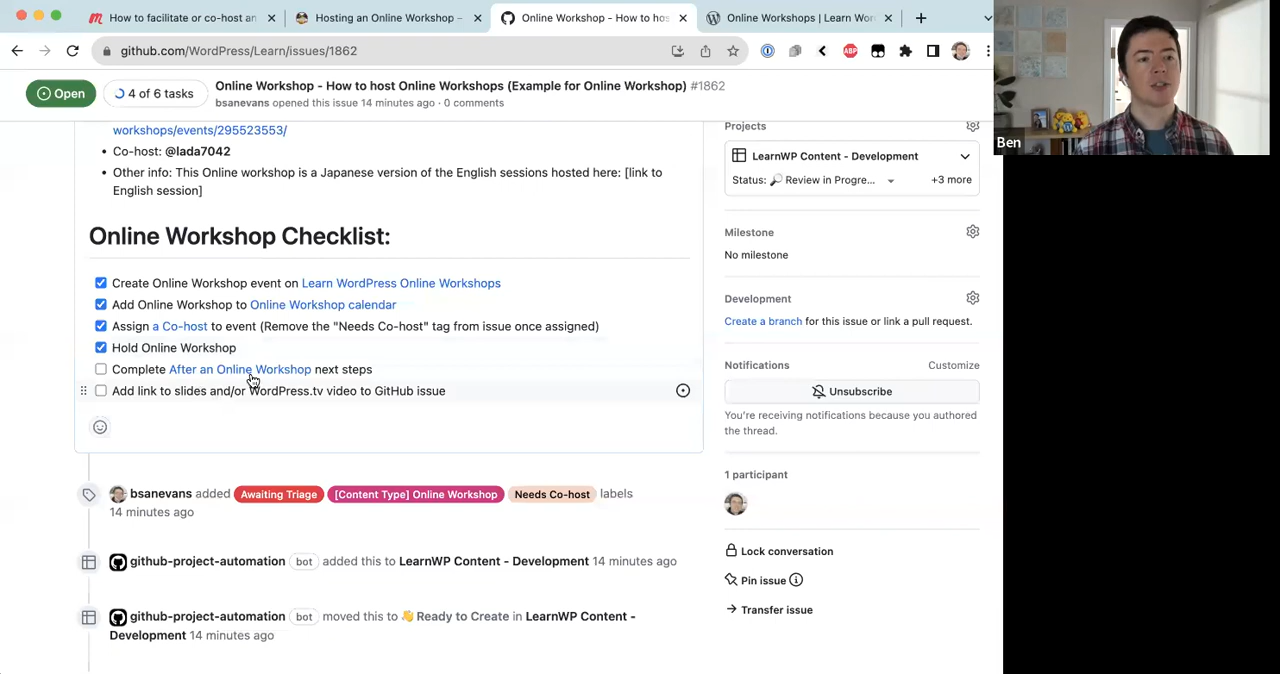 How to facilitate or co-host an
Hosting an Online Workshop –
Online Workshop - How to hos
Online Workshops | Learn Wor
github.com/WordPress/Learn/issues/1862
Open
4 of 6 tasks
Online Workshop - How to host Online Workshops (Example for Online Workshop) #1862
bsanevans opened this issue 14 minutes ago · 0 comments
workshops/events/295523553/
• Co-host: @lada7042
• Other info: This Online workshop is a Japanese version of the English sessions hosted here: [link to
English session]
Online Workshop Checklist:
Create Online Workshop event on Learn WordPress Online Workshops
Add Online Workshop to Online Workshop calendar
Assign a Co-host to event (Remove the "Needs Co-host" tag from issue once assigned)
Hold Online Workshop
Complete After an Online Workshop next steps
Add link to slides and/or WordPress.tv video to GitHub issue
bsanevans added Awaiting Triage [Content Type] Online Workshop Needs Co-host labels
14 minutes ago
github-project-automation bot added this to LearnWP Content - Development 14 minutes ago
github-project-automation bot moved this to 👋 Ready to Create in LearnWP Content -
Development 14 minutes ago
Projects
LearnWP Content - Development
Status: 🔎 Review in Progre... +3 more
Milestone
No milestone
Development
Create a branch for this issue or link a pull request.
Notifications
Customize
Unsubscribe
You're receiving notifications because you authored
the thread.
1 participant
Lock conversation
Pin issue
Transfer issue
ABP
Ben